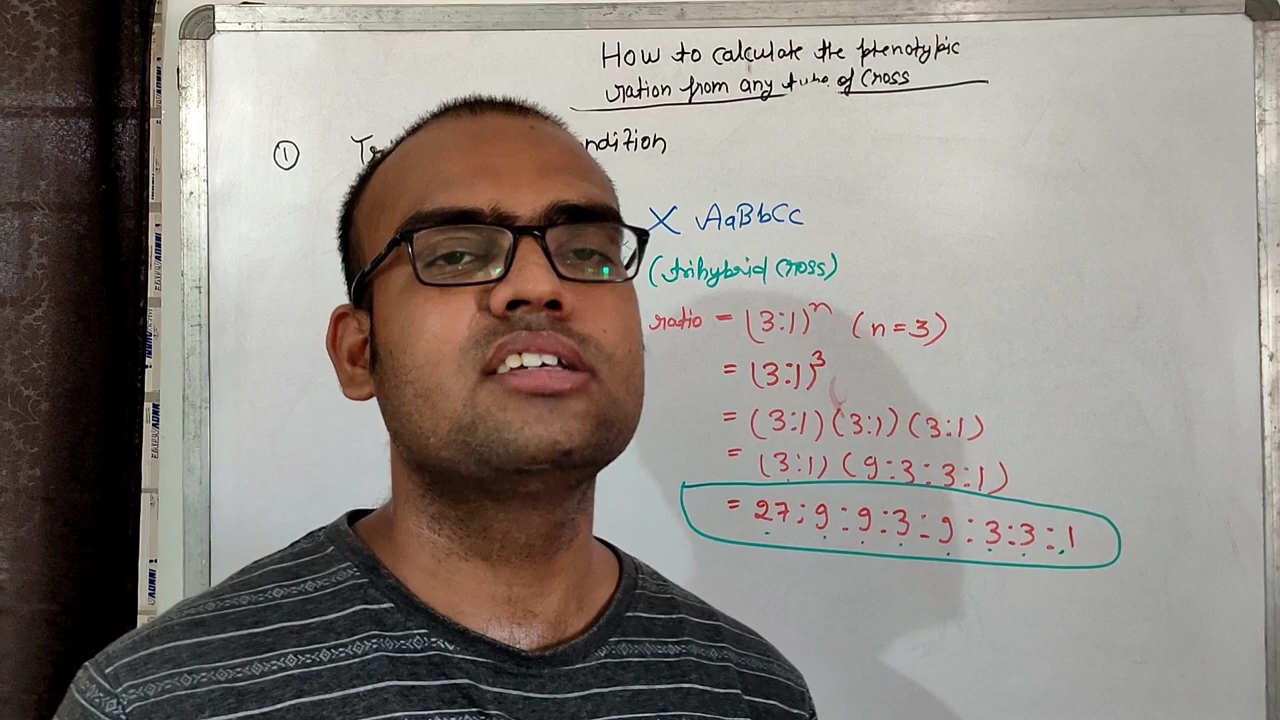 How to calculate the phenotypic
ration from any of Cross
①
ndition
X AaBbCc
(trihybrid cross)
ratio = (3:1)ⁿ (n=3)
= (3:1)³
= (3:1) (3:1) (3:1)
= (3:1) (9:3:3:1)
= 27:9:9:3:9:3:3:1